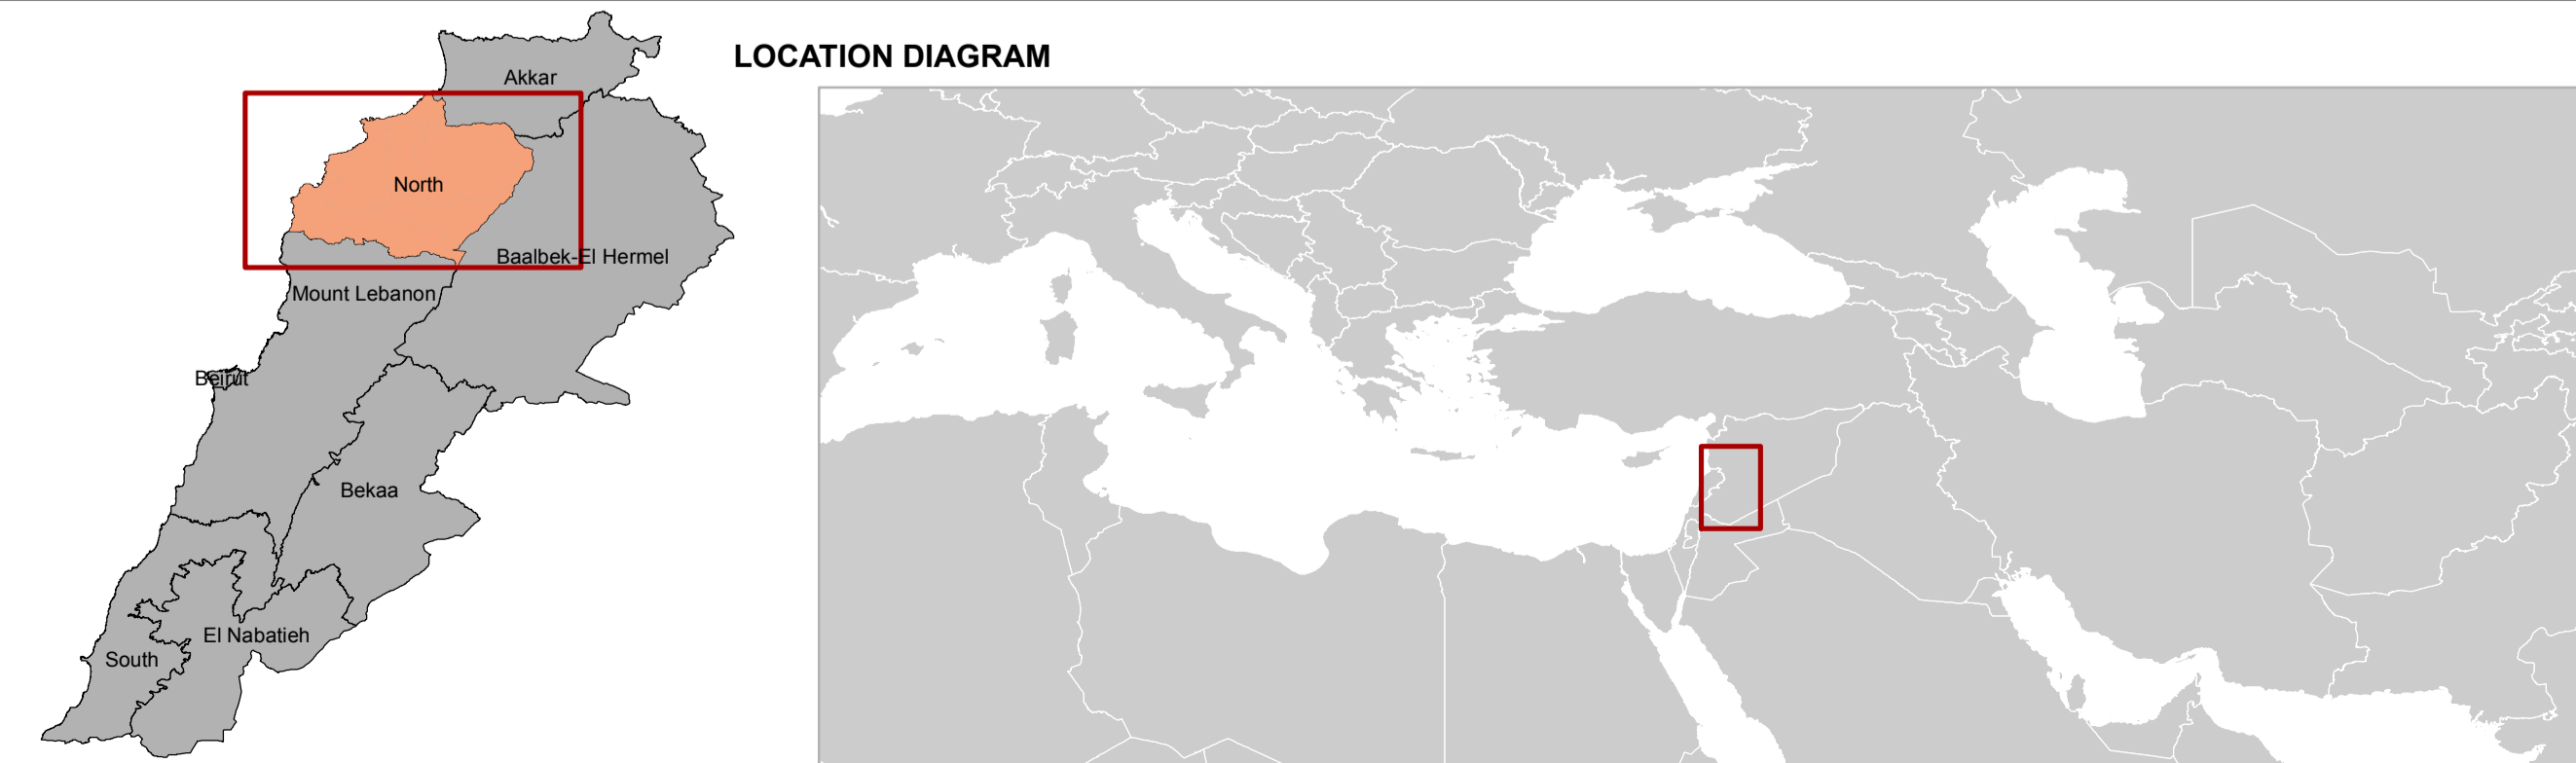 LOCATION DIAGRAM
Akkar
North
Baalbek-El Hermel
Mount Lebanon
Beirut
Bekaa
El Nabatieh
South